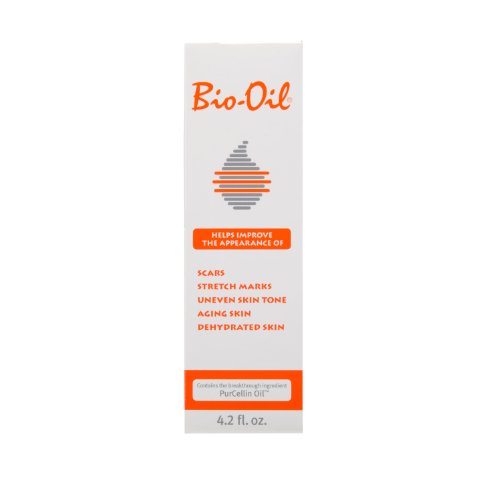 Bio-Oil®
HELPS IMPROVE
THE APPEARANCE OF
SCARS
STRETCH MARKS
UNEVEN SKIN TONE
AGING SKIN
DEHYDRATED SKIN
Contains the breakthrough ingredient
PurCellin Oil™
4.2 fl. oz.